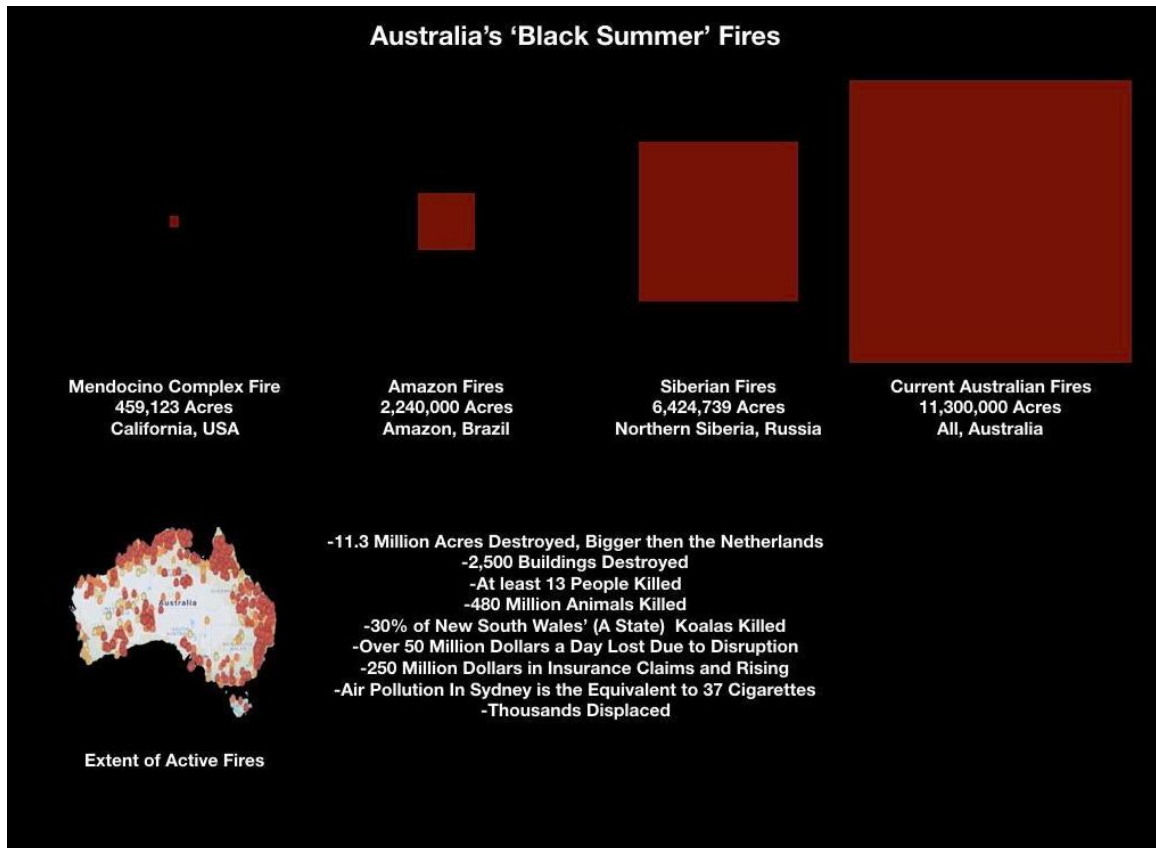 Australia's 'Black Summer' Fires
Mendocino Complex Fire
459,123 Acres
California, USA
Amazon Fires
2,240,000 Acres
Amazon, Brazil
Siberian Fires
6,424,739 Acres
Northern Siberia, Russia
Current Australian Fires
11,300,000 Acres
All, Australia
Australia
Extent of Active Fires
-11.3 Million Acres Destroyed, Bigger then the Netherlands
-2,500 Buildings Destroyed
-At least 13 People Killed
-480 Million Animals Killed
-30% of New South Wales' (A State) Koalas Killed
-Over 50 Million Dollars a Day Lost Due to Disruption
-250 Million Dollars in Insurance Claims and Rising
-Air Pollution In Sydney is the Equivalent to 37 Cigarettes
-Thousands Displaced